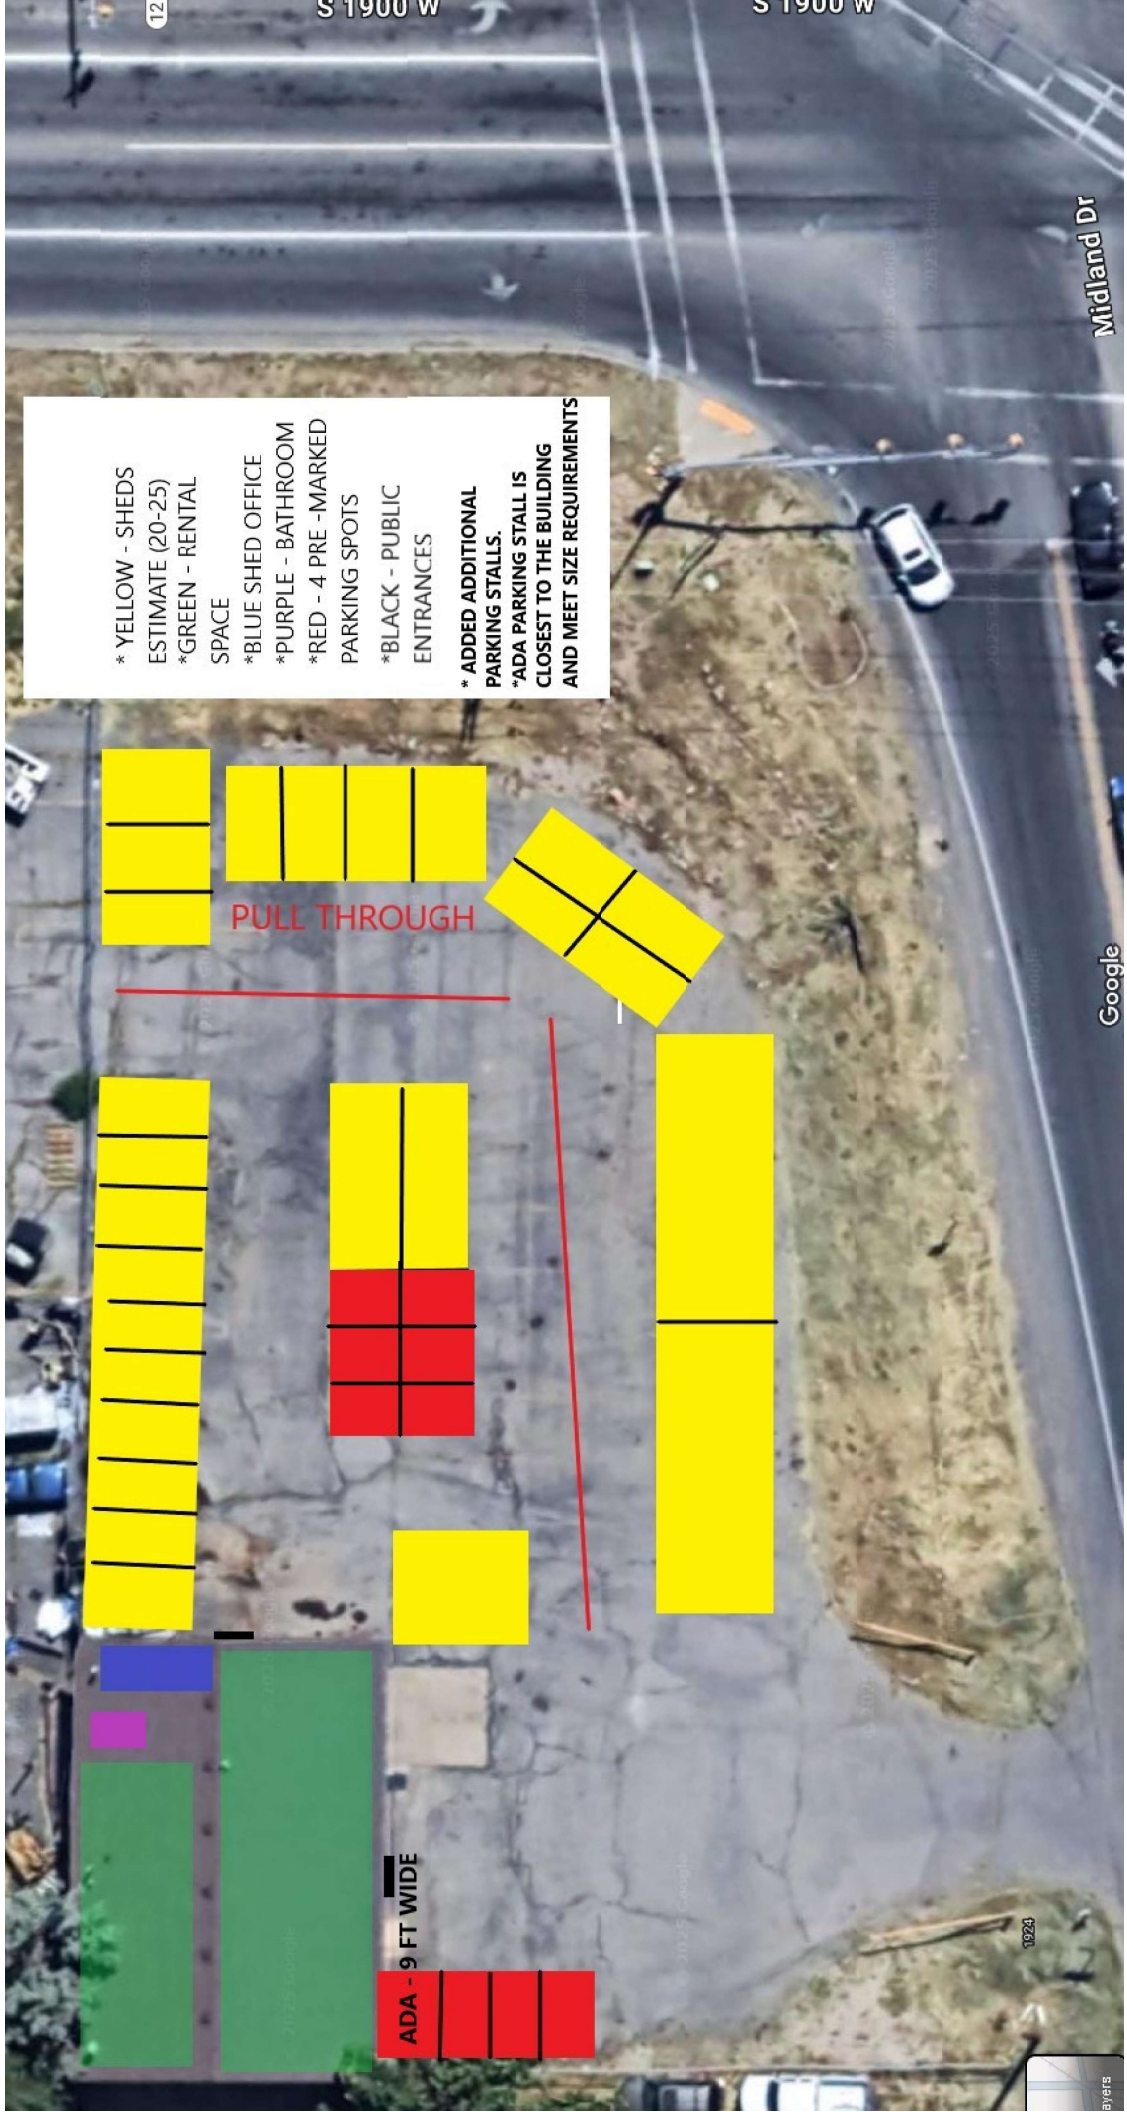 S 1900 W
S 1900 W
12
Midland Dr
* YELLOW - SHEDS
ESTIMATE (20-25)
*GREEN - RENTAL
SPACE
*BLUE SHED OFFICE
*PURPLE - BATHROOM
*RED - 4 PRE -MARKED
PARKING SPOTS
*BLACK - PUBLIC
ENTRANCES
* ADDED ADDITIONAL
PARKING STALLS.
*ADA PARKING STALL IS
CLOSEST TO THE BUILDING
AND MEET SIZE REQUIREMENTS
PULL THROUGH
Google
ADA - 9 FT WIDE
1924